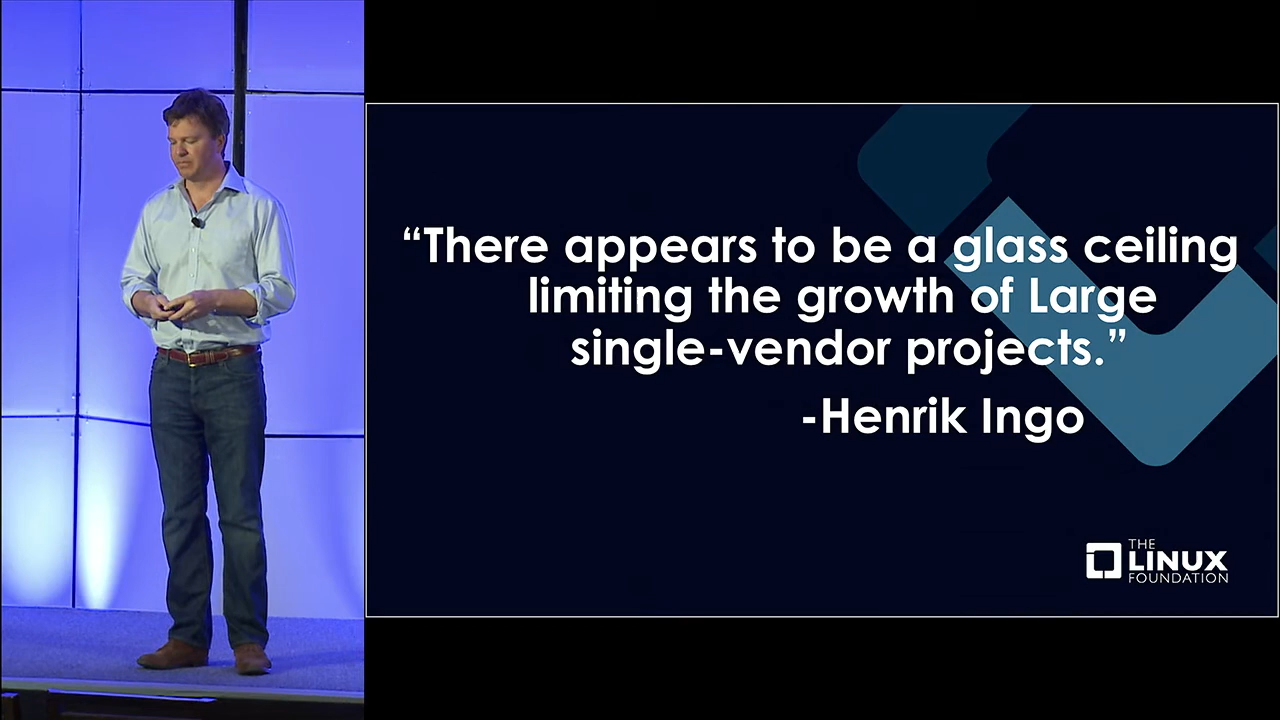 “There appears to be a glass ceiling
limiting the growth of Large
single-vendor projects.”
-Henrik Ingo
THE
LINUX
FOUNDATION